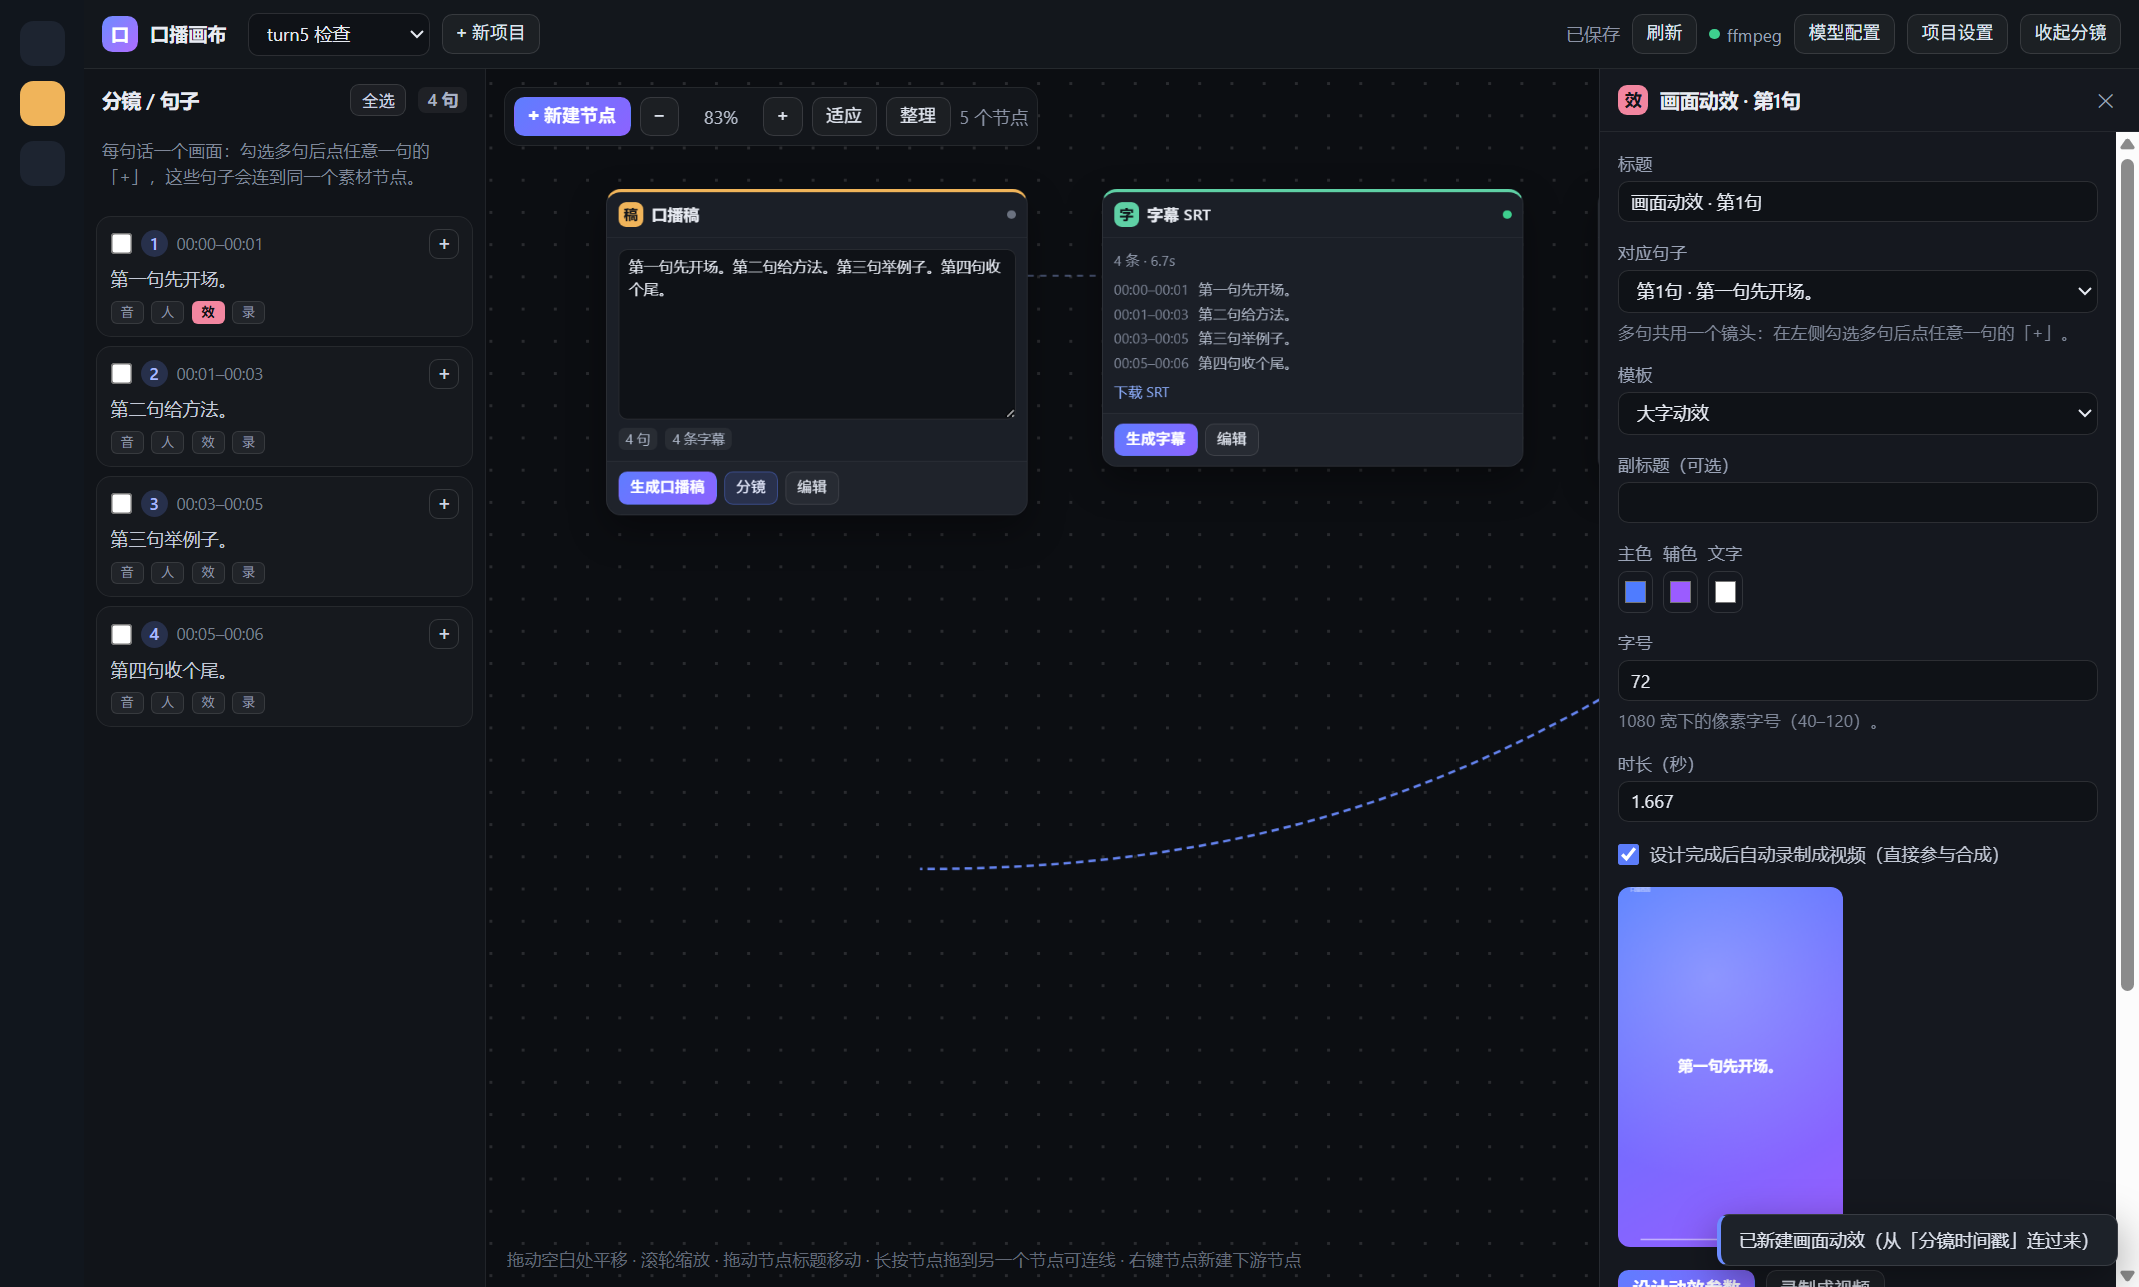 口 口播画布 turn5 检查 + 新项目 已保存 刷新 ffmpeg 模型配置 项目设置 收起分镜
分镜 / 句子 全选 4 句
每句话一个画面：勾选多句后点任意一句的
「+」，这些句子会连到同一个素材节点。
1 00:00–00:01 +
第一句先开场。
音 人 效 录
2 00:01–00:03 +
第二句给方法。
音 人 效 录
3 00:03–00:05 +
第三句举例子。
音 人 效 录
4 00:05–00:06 +
第四句收个尾。
音 人 效 录
+ 新建节点 − 83% + 适应 整理 5 个节点
稿 口播稿
第一句先开场。第二句给方法。第三句举例子。第四句收
个尾。
4 句 4 条字幕
生成口播稿 分镜 编辑
字 字幕 SRT
4 条 · 6.7s
00:00–00:01 第一句先开场。
00:01–00:03 第二句给方法。
00:03–00:05 第三句举例子。
00:05–00:06 第四句收个尾。
下载 SRT
生成字幕 编辑
拖动空白处平移 · 滚轮缩放 · 拖动节点标题移动 · 长按节点拖到另一个节点可连线 · 右键节点新建下游节点
效 画面动效 · 第1句
标题
画面动效 · 第1句
对应句子
第1句 · 第一句先开场。
多句共用一个镜头：在左侧勾选多句后点任意一句的「+」。
模板
大字动效
副标题（可选）
主色 辅色 文字
字号
72
1080 宽下的像素字号（40–120）。
时长（秒）
1.667
设计完成后自动录制成视频（直接参与合成）
第一句先开场。
已新建画面动效（从「分镜时间戳」连过来）
设计动效参数 录制成视频